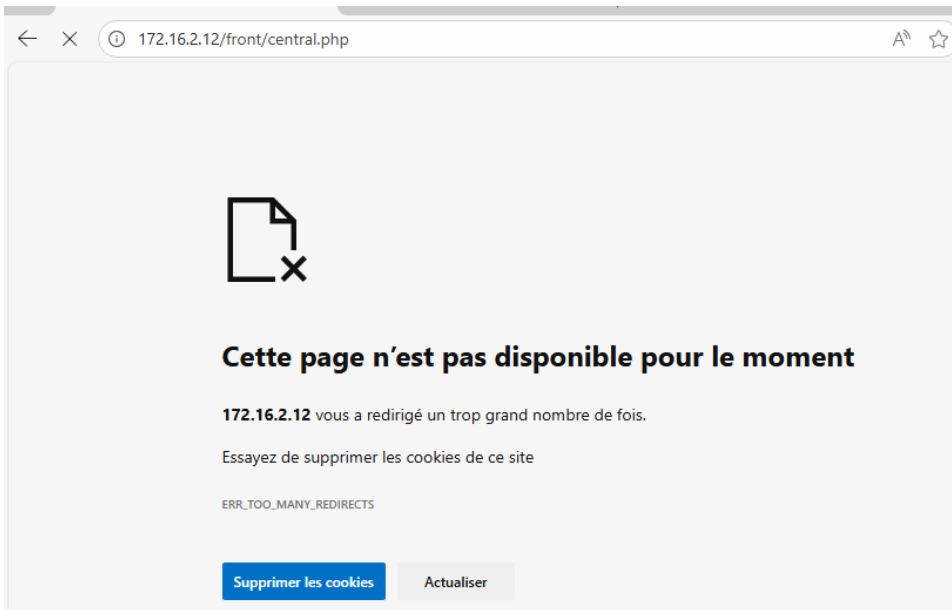 172.16.2.12/front/central.php
Cette page n’est pas disponible pour le moment
172.16.2.12 vous a redirigé un trop grand nombre de fois.
Essayez de supprimer les cookies de ce site
ERR_TOO_MANY_REDIRECTS
Supprimer les cookies Actualiser